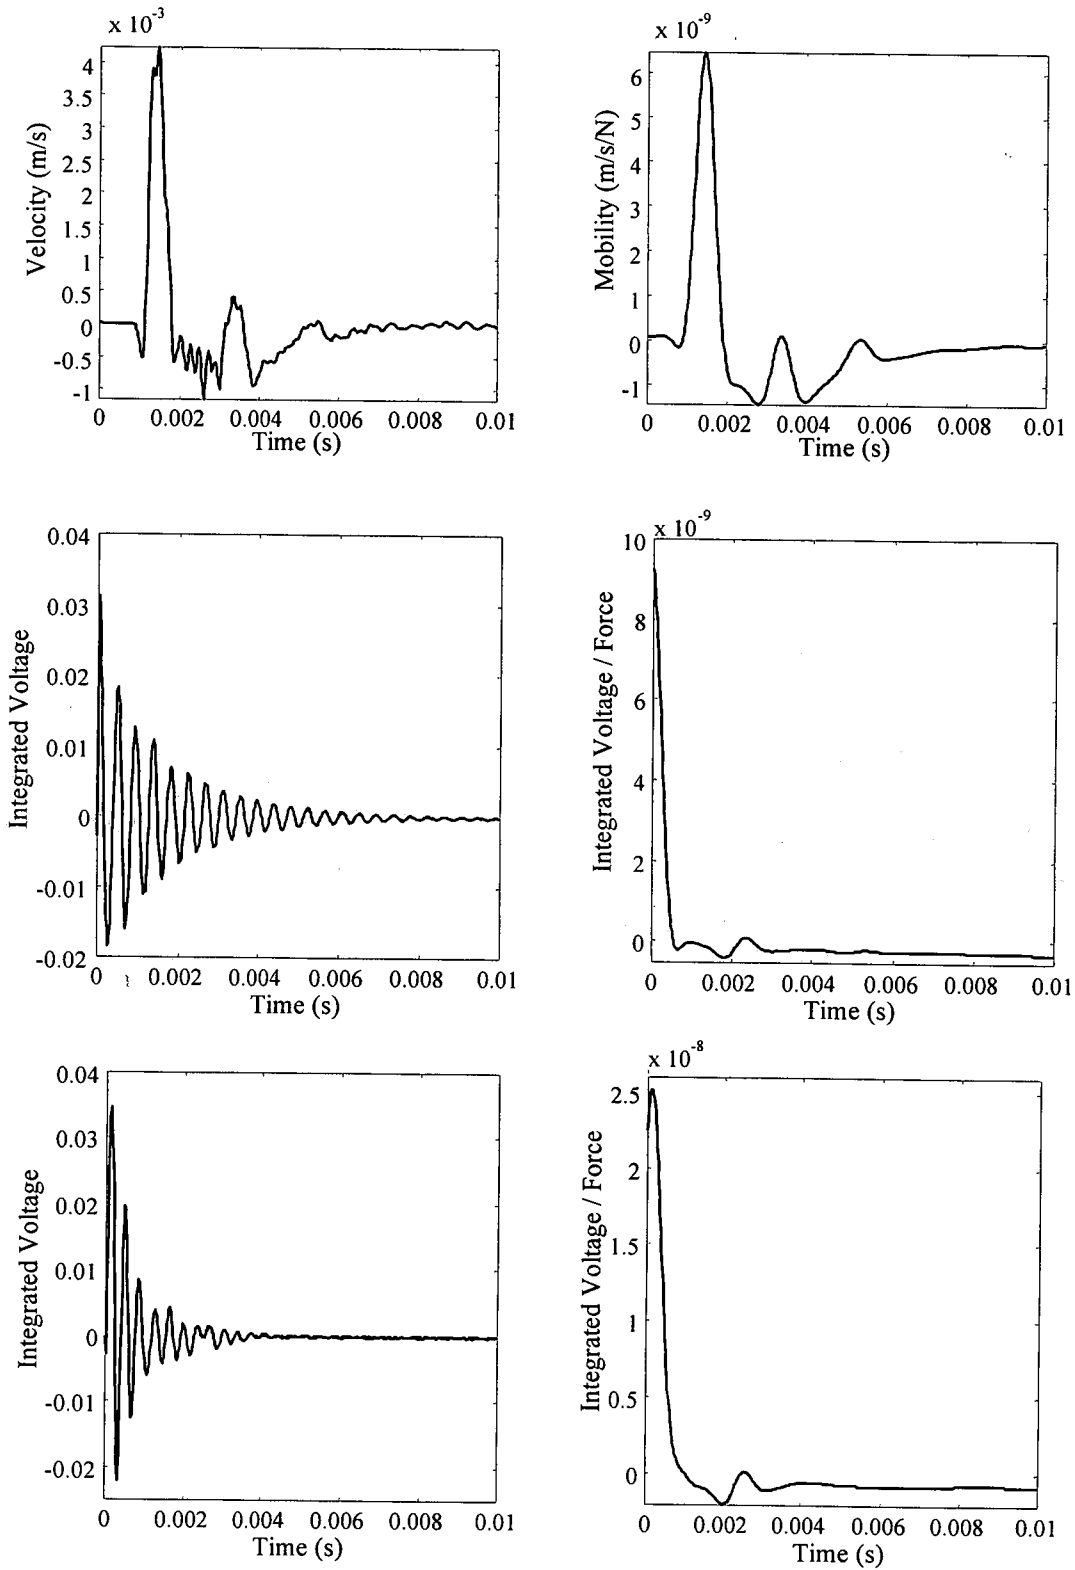 x 10-3
4
3.5
3
2.5
2
1.5
1
0.5
0
-0.5
-1
Velocity (m/s)
0 0.002 0.004 0.006 0.008 0.01
Time (s)
x 10-9
6
5
4
3
2
1
0
-1
Mobility (m/s/N)
0 0.002 0.004 0.006 0.008 0.01
Time (s)
0.04
0.03
0.02
0.01
0
-0.01
-0.02
Integrated Voltage
0 0.002 0.004 0.006 0.008 0.01
Time (s)
x 10-9
10
8
6
4
2
0
Integrated Voltage / Force
0 0.002 0.004 0.006 0.008 0.01
Time (s)
0.04
0.03
0.02
0.01
0
-0.01
-0.02
Integrated Voltage
0 0.002 0.004 0.006 0.008 0.01
Time (s)
x 10-8
2.5
2
1.5
1
0.5
0
Integrated Voltage / Force
0 0.002 0.004 0.006 0.008 0.01
Time (s)